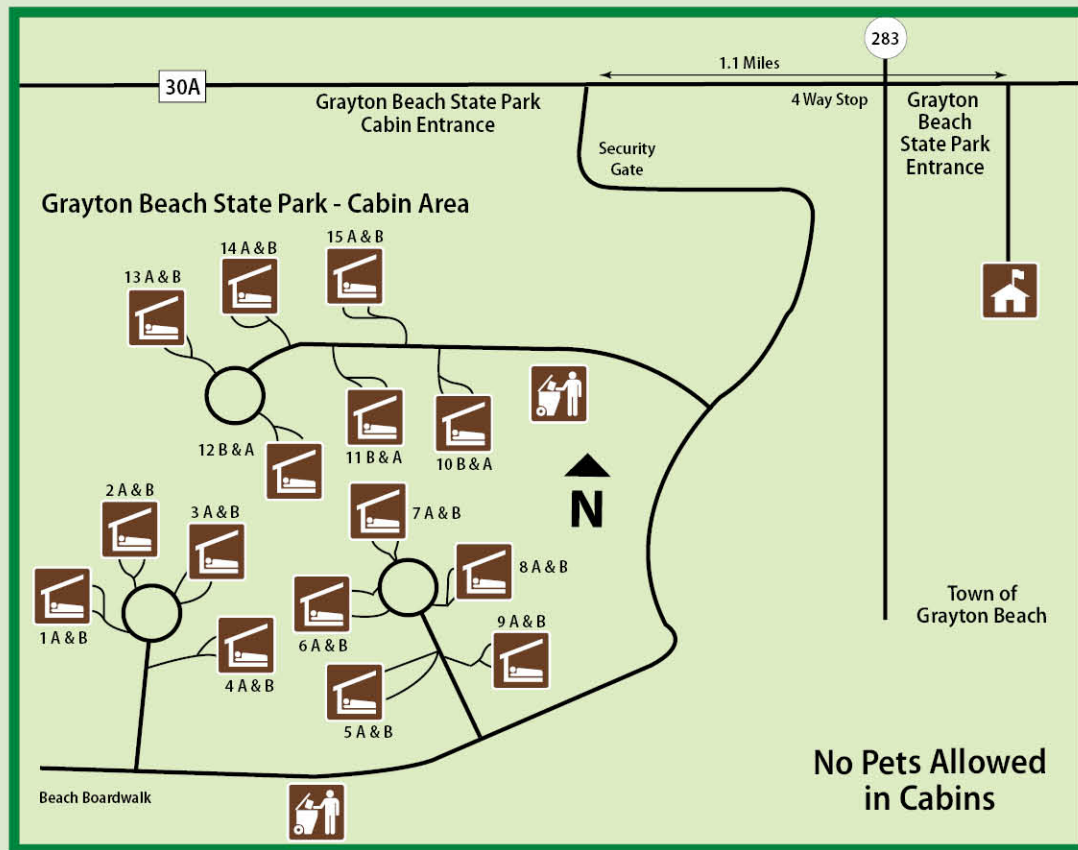 283
1.1 Miles
30A
Grayton Beach State Park
Cabin Entrance
4 Way Stop
Grayton
Beach
State Park
Entrance
Security
Gate
Grayton Beach State Park - Cabin Area
15 A & B
14 A & B
13 A & B
12 B & A
11 B & A
10 B & A
2 A & B
3 A & B
7 A & B
N
8 A & B
1 A & B
6 A & B
9 A & B
4 A & B
5 A & B
Town of
Grayton Beach
Beach Boardwalk
No Pets Allowed
in Cabins